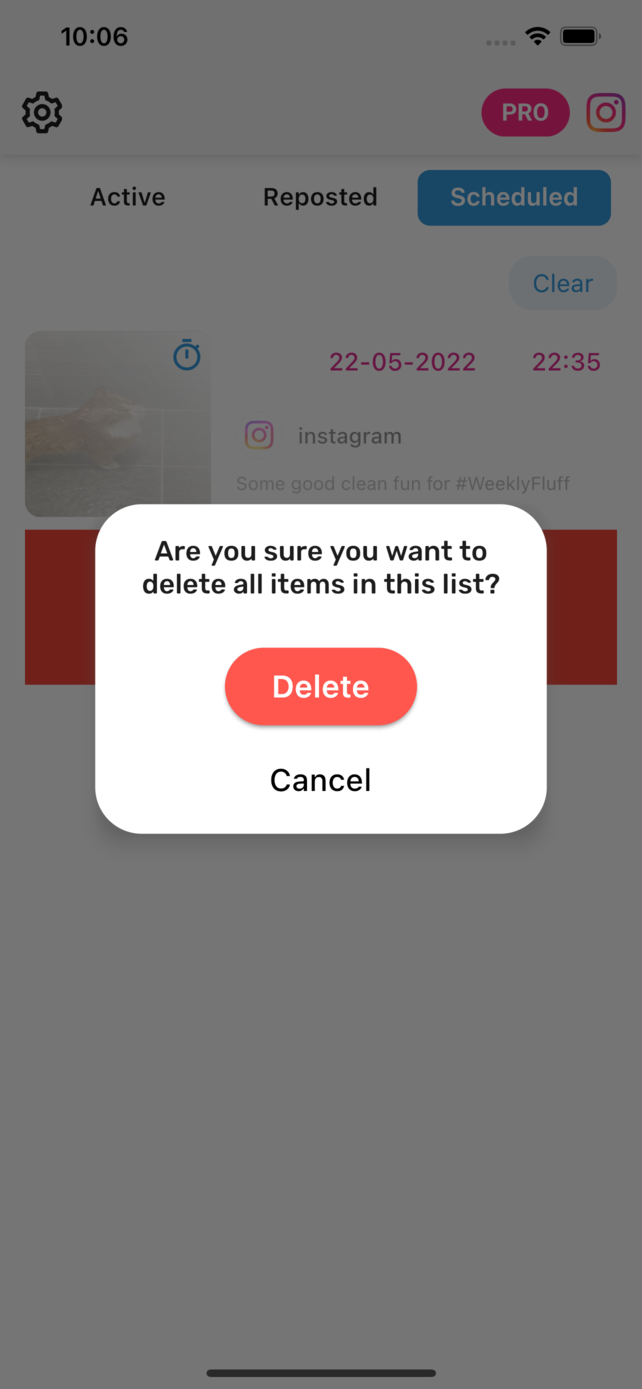 10:06
PRO
Active
Reposted
Scheduled
Clear
22-05-2022 22:35
instagram
Some good clean fun for #WeeklyFluff
Are you sure you want to
delete all items in this list?
Delete
Cancel